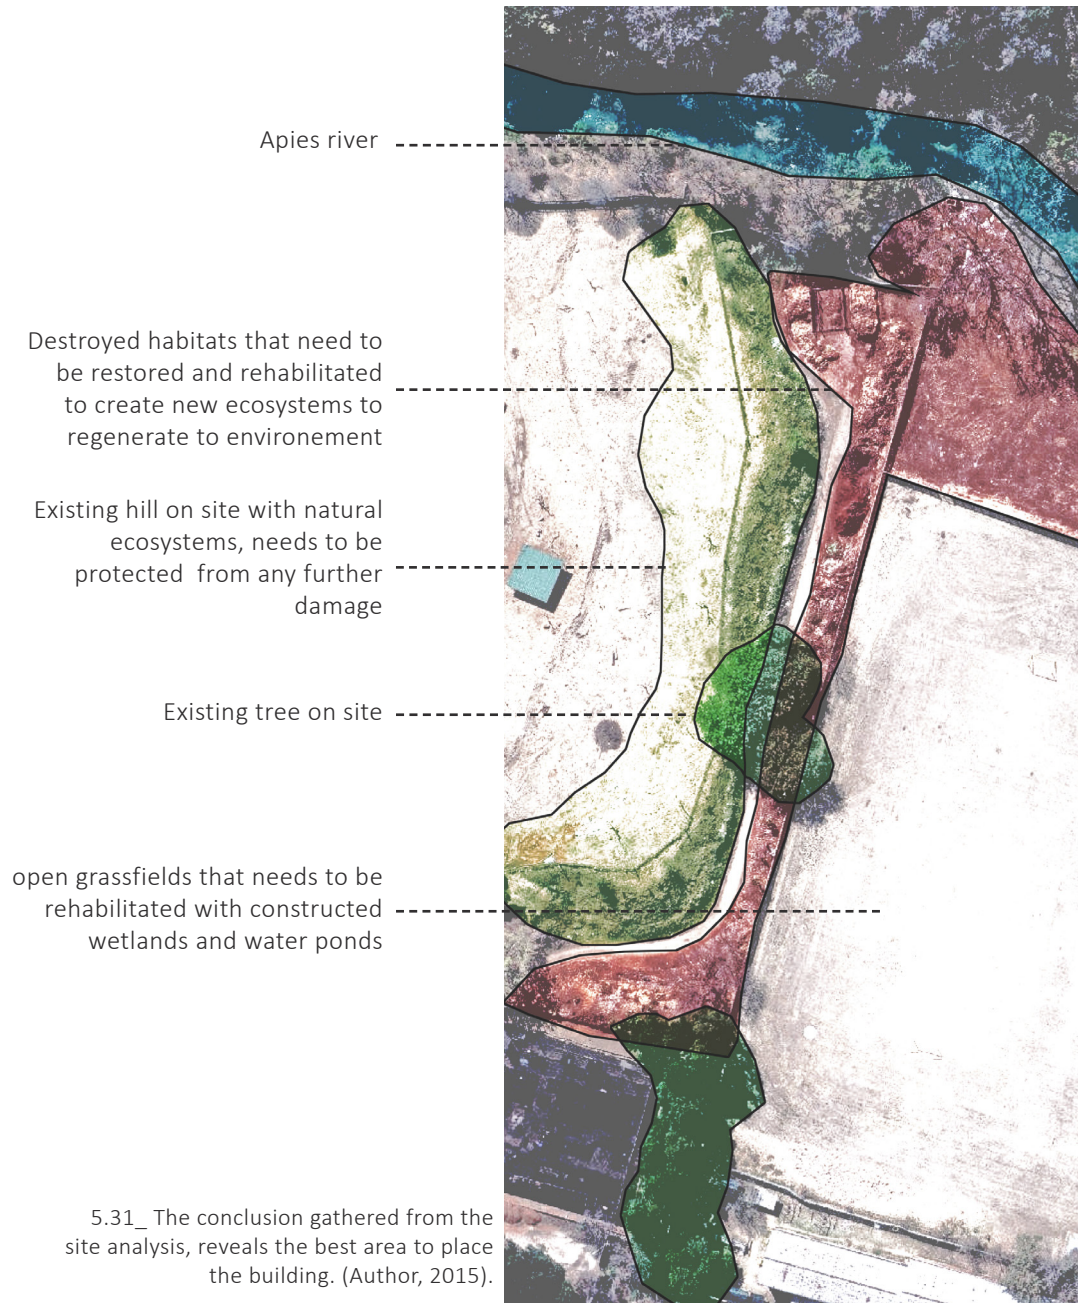 Apies river
Destroyed habitats that need to
be restored and rehabilitated
to create new ecosystems to
regenerate to environement
Existing hill on site with natural
ecosystems, needs to be
protected from any further
damage
Existing tree on site
open grassfields that needs to be
rehabilitated with constructed
wetlands and water ponds
5.31_ The conclusion gathered from the
site analysis, reveals the best area to place
the building. (Author, 2015).